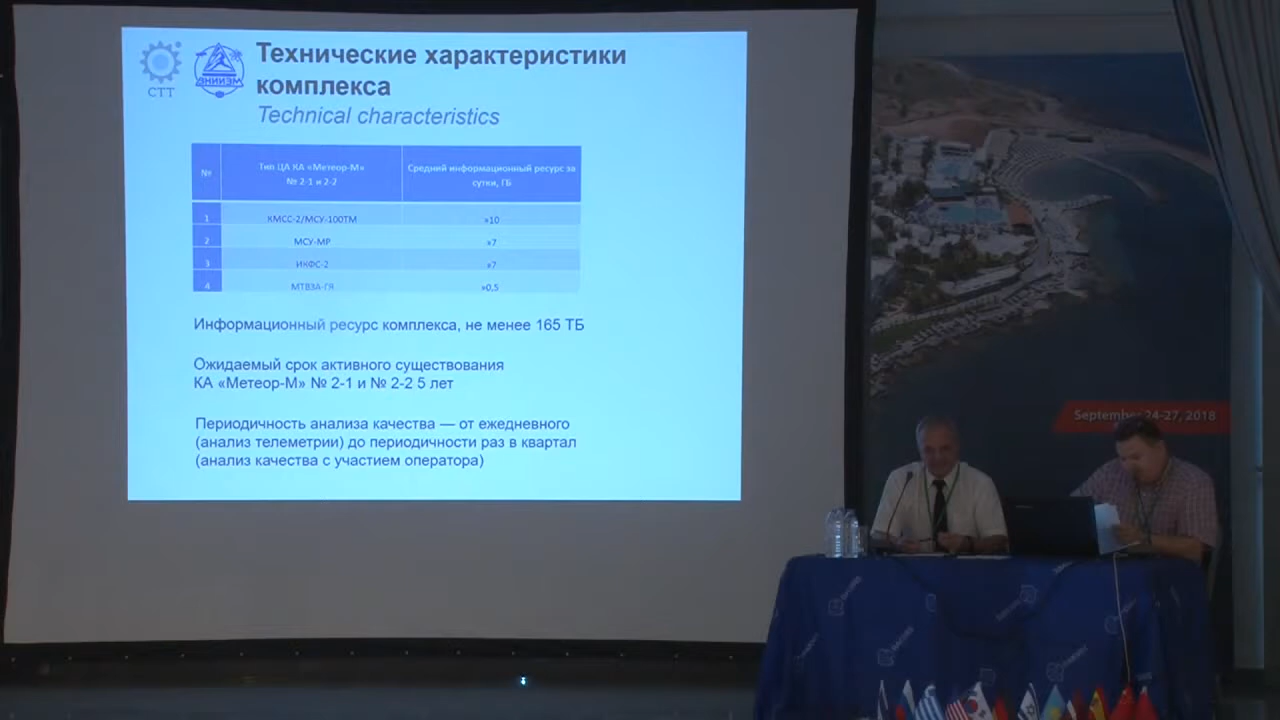 Технические характеристики
комплекса
Technical characteristics
СТТ
ВНИИЭМ
№
Тип ЦА КА «Метеор-М»
№ 2-1 и 2-2
Средний информационный ресурс за
сутки, ГБ
1 КМСС-2/МСУ-100ТМ »10
2 МСУ-МР »7
3 ИКФС-2 »7
4 МТВЗА-ГЯ »0,5
Информационный ресурс комплекса, не менее 165 ТБ
Ожидаемый срок активного существования
КА «Метеор-М» № 2-1 и № 2-2 5 лет
Периодичность анализа качества — от ежедневного
(анализ телеметрии) до периодичности раз в квартал
(анализ качества с участием оператора)
September 24-27, 2018